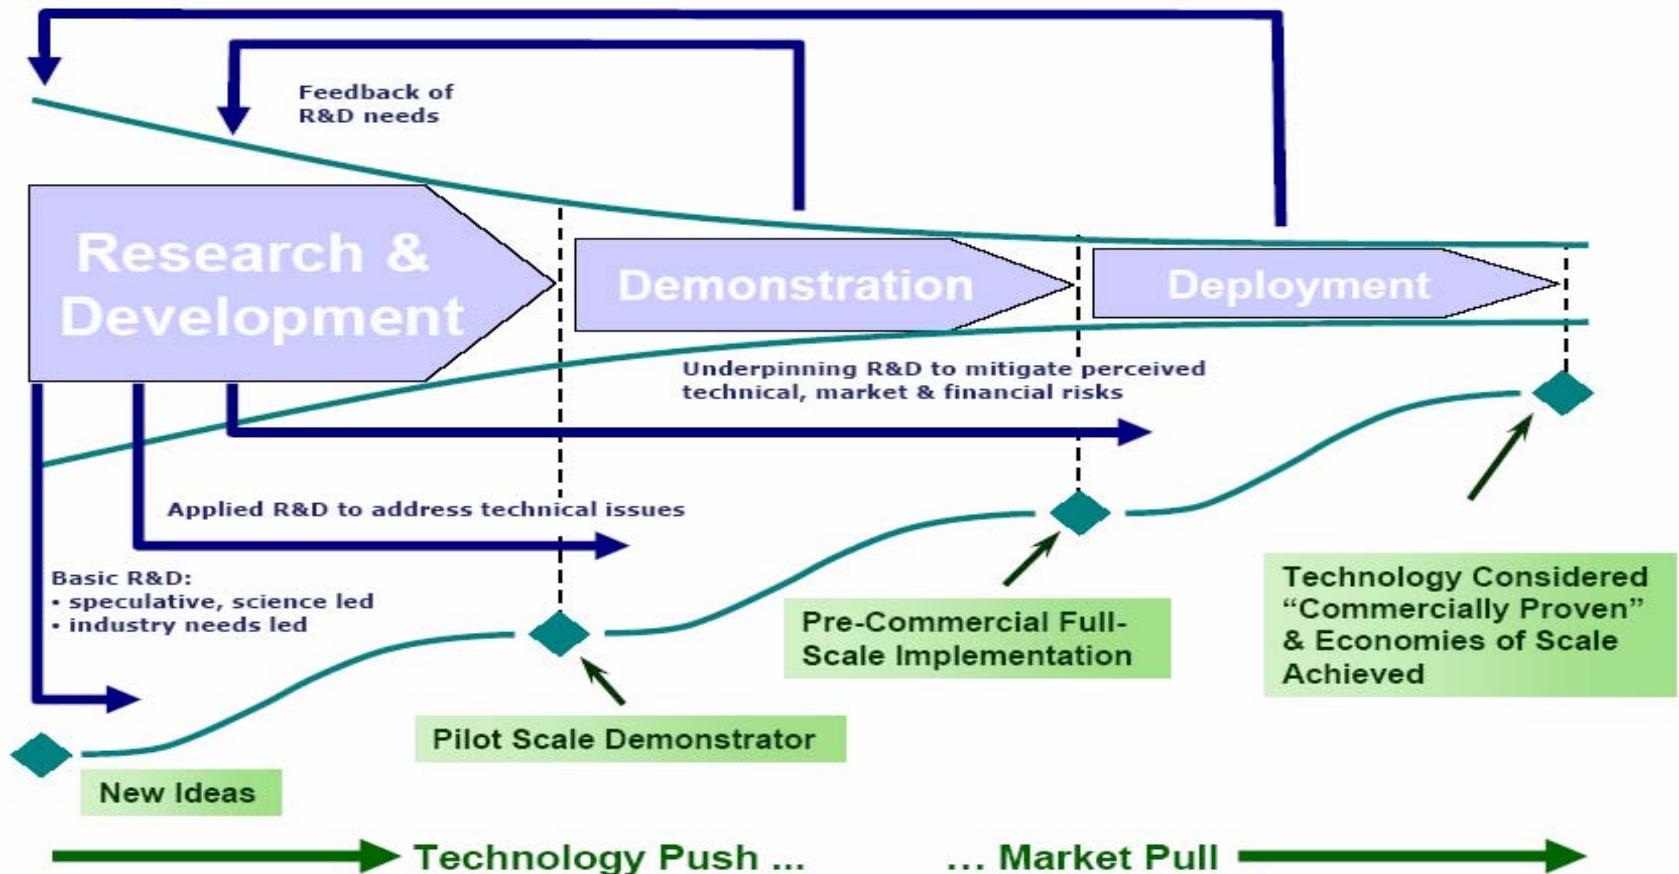 Feedback of
R&D needs
Research &
Development
Demonstration
Deployment
Underpinning R&D to mitigate perceived
technical, market & financial risks
Applied R&D to address technical issues
Basic R&D:
• speculative, science led
• industry needs led
Technology Considered
“Commercially Proven”
& Economies of Scale
Achieved
Pre-Commercial Full-
Scale Implementation
Pilot Scale Demonstrator
New Ideas
Technology Push ...
... Market Pull